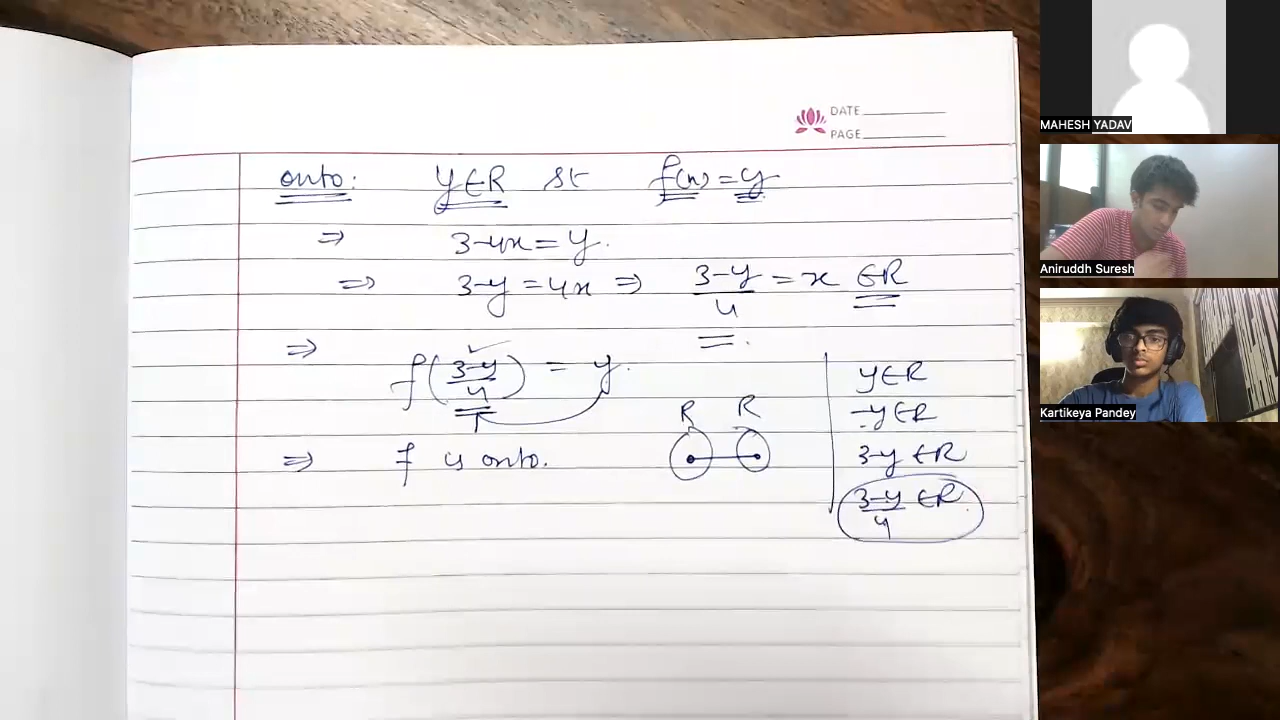 DATE
PAGE
onto: y∈R st f(x) = y
⇒ 3-4x = y.
⇒ 3-y = 4x ⇒ (3-y)/4 = x ∈R
⇒ f((3-y)/4) = y.
⇒ f is onto.
R R
y∈R
-y∈R
3-y ∈R
(3-y)/4 ∈R.
MAHESH YADAV
Aniruddh Suresh
Kartikeya Pandey